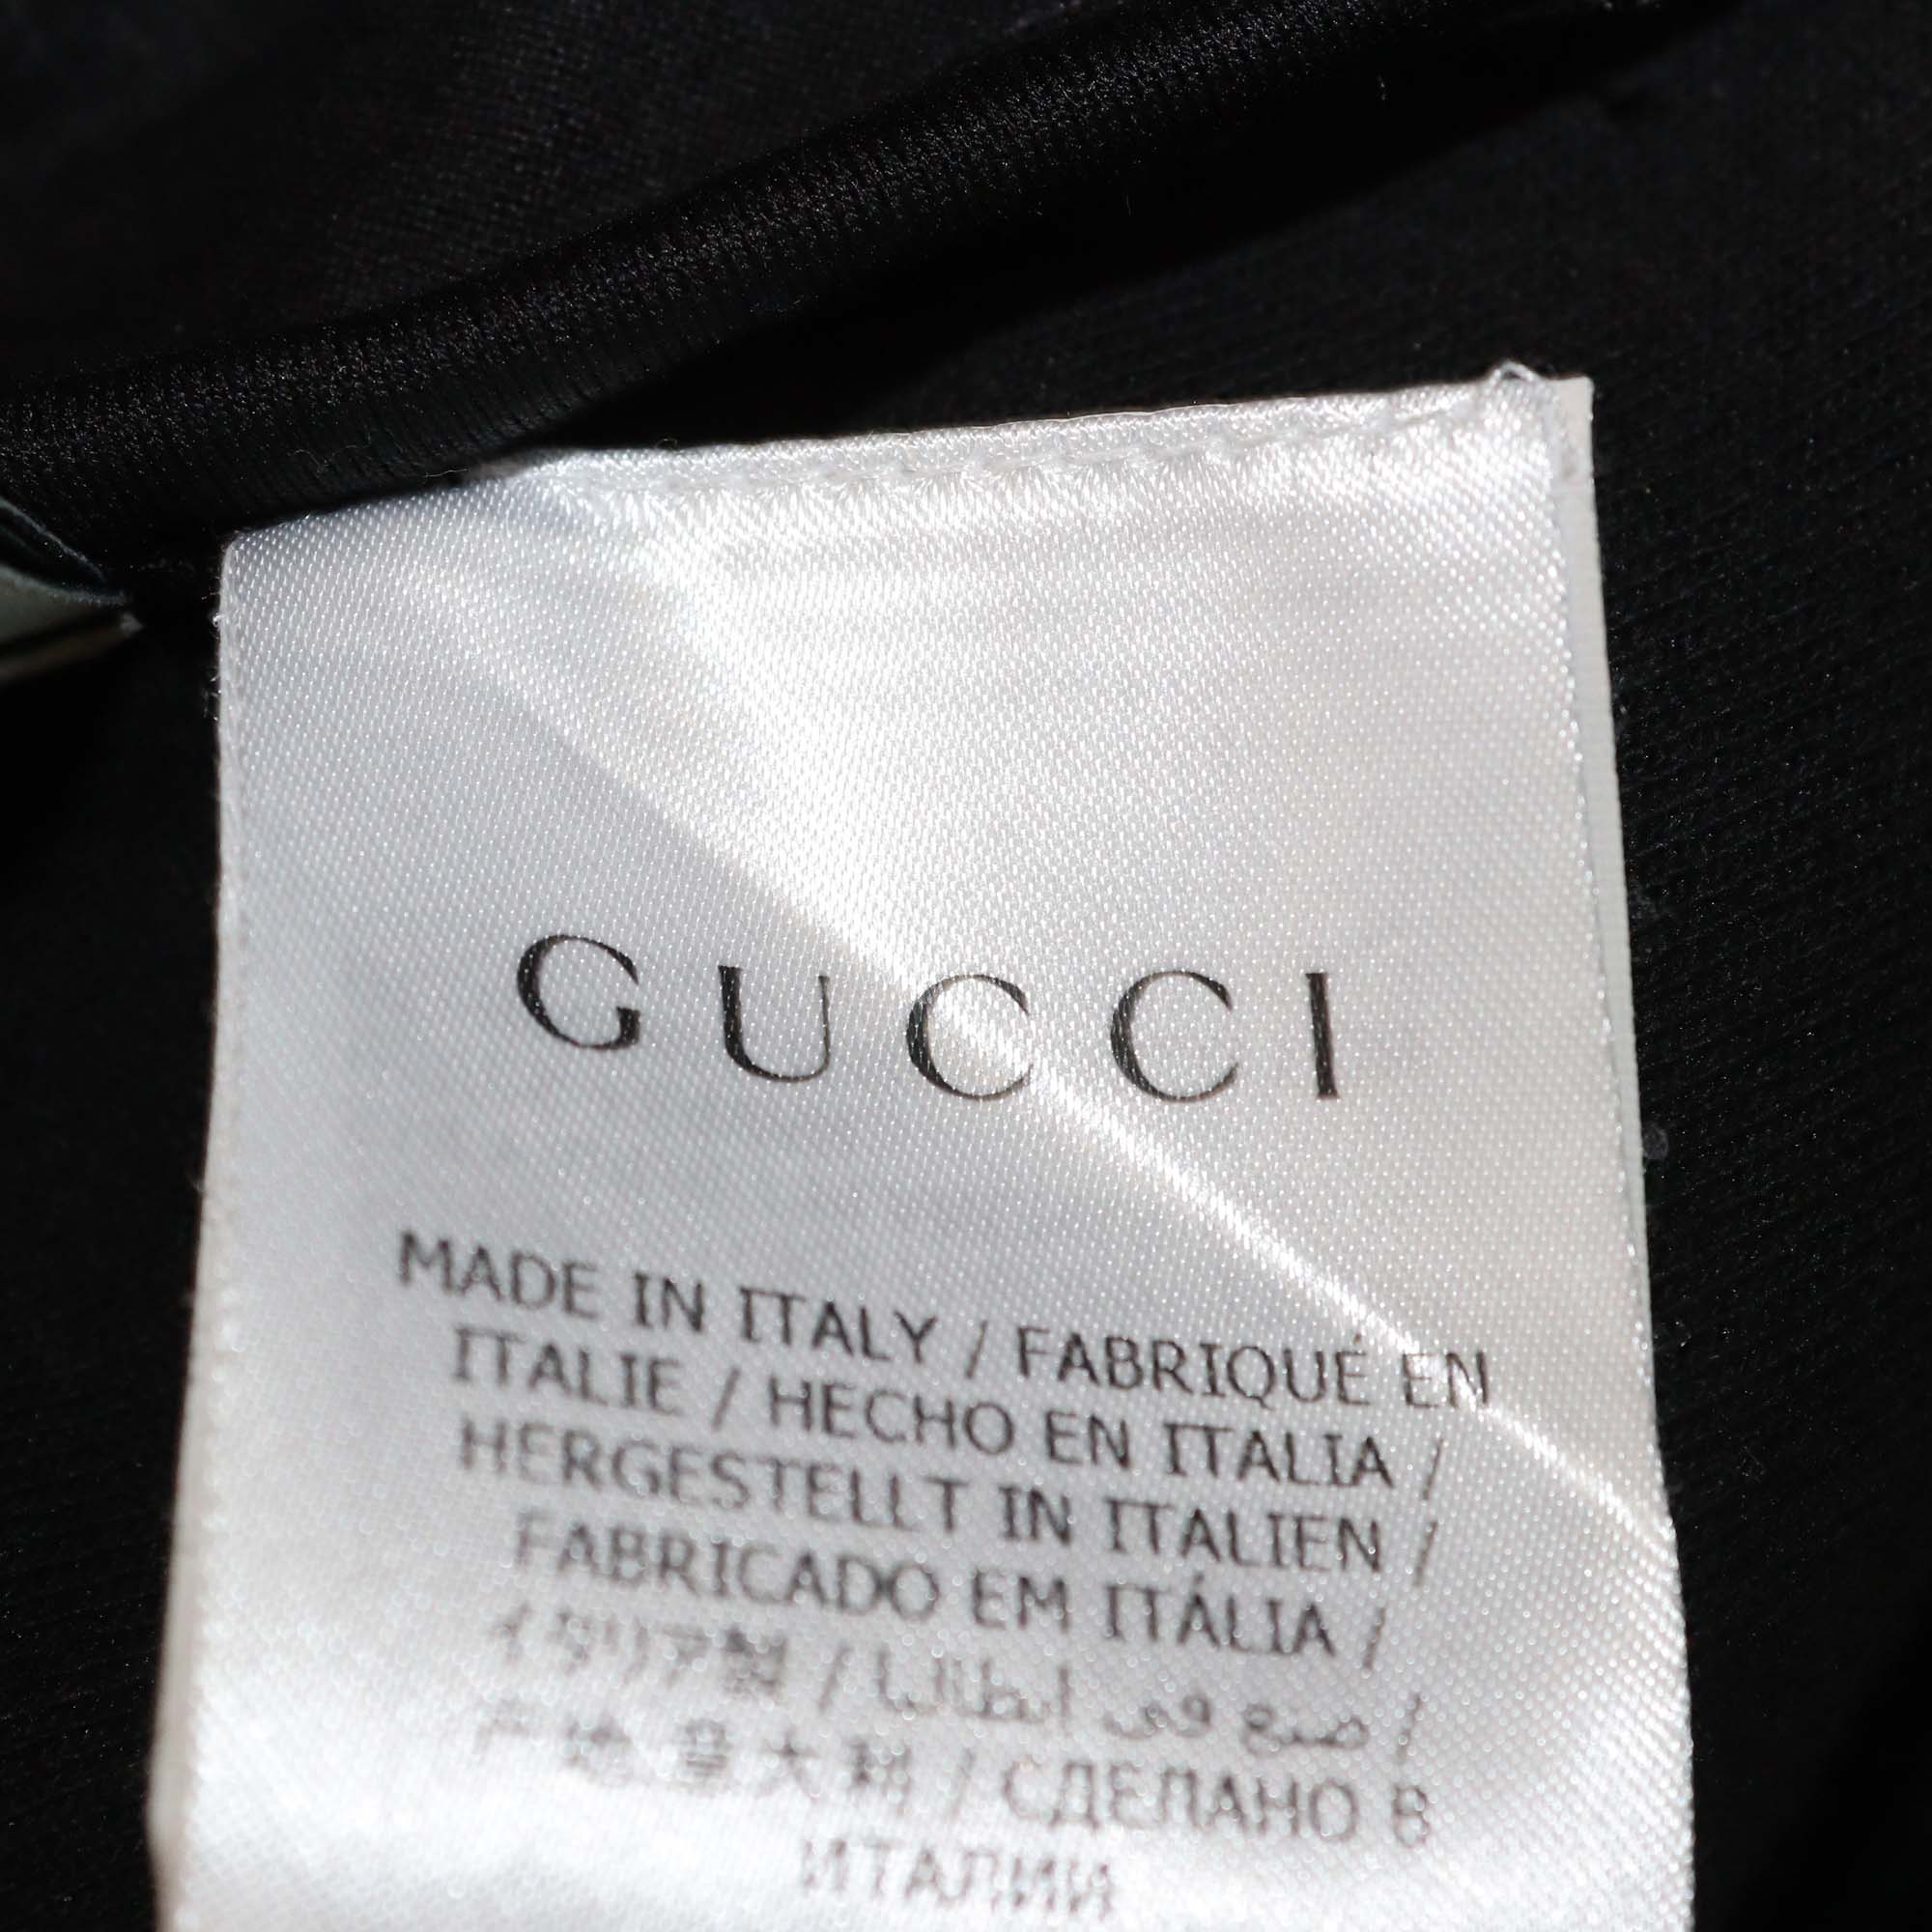 GUCCI
MADE IN ITALY / FABRIQUÉ EN
ITALIE / HECHO EN ITALIA /
HERGESTELLT IN ITALIEN /
FABRICADO EM ITÁLIA /
イタリア製 / صنع في إيطاليا /
产地意大利 / СДЕЛАНО В
ИТАЛИИ